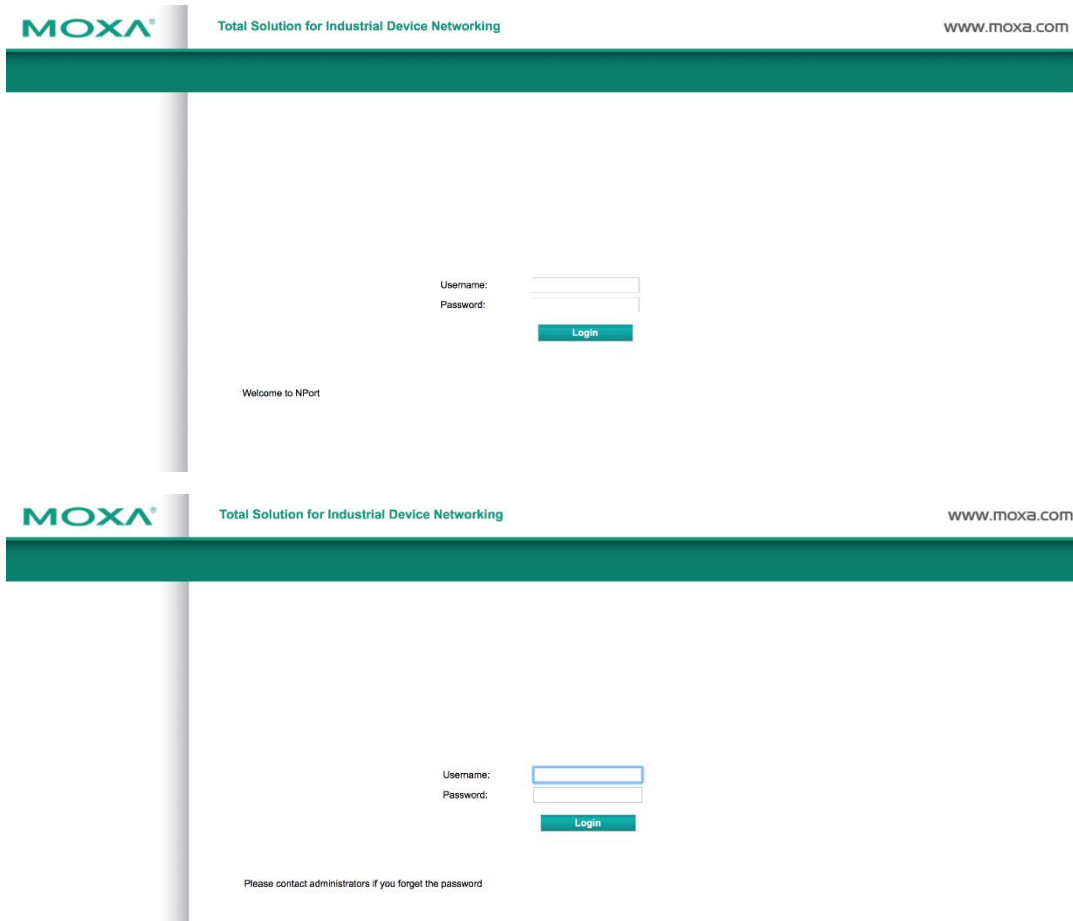 MOXA®
Total Solution for Industrial Device Networking
www.moxa.com
Username:
Password:
Login
Welcome to NPort
MOXA®
Total Solution for Industrial Device Networking
www.moxa.com
Username:
Password:
Login
Please contact administrators if you forget the password